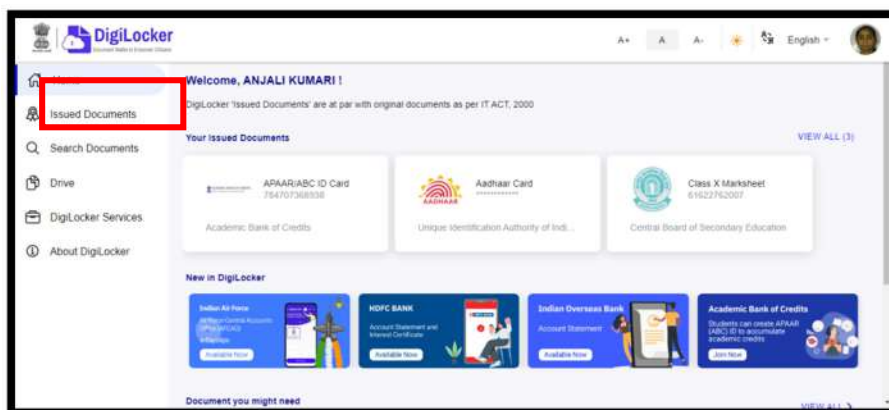 DigiLocker
A+ A A- English
Welcome, ANJALI KUMARI !
DigiLocker 'Issued Documents' are at par with original documents as per IT ACT, 2000
Issued Documents
Search Documents
Drive
DigiLocker Services
About DigiLocker
Your Issued Documents
VIEW ALL (3)
APAAR/ABC ID Card
784707368938
Academic Bank of Credits
AADHAAR
Aadhaar Card
************
Unique Identification Authority of Indi...
Class X Marksheet
61622762007
Central Board of Secondary Education
New in DigiLocker
Indian Air Force
Available Now
HDFC BANK
Account Statement and
Interest Certificate
Available Now
Indian Overseas Bank
Account Statement
Available Now
Academic Bank of Credits
Students can create APAAR
(ABC) ID to accumulate
academic credits
Join Now
Document you might need
VIEW ALL